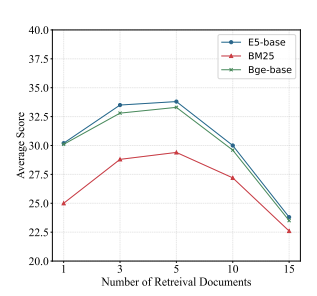 40.0
37.5
35.0
32.5
30.0
27.5
25.0
22.5
20.0
Average Score
E5-base
BM25
Bge-base
1 3 5 10 15
Number of Retreival Documents